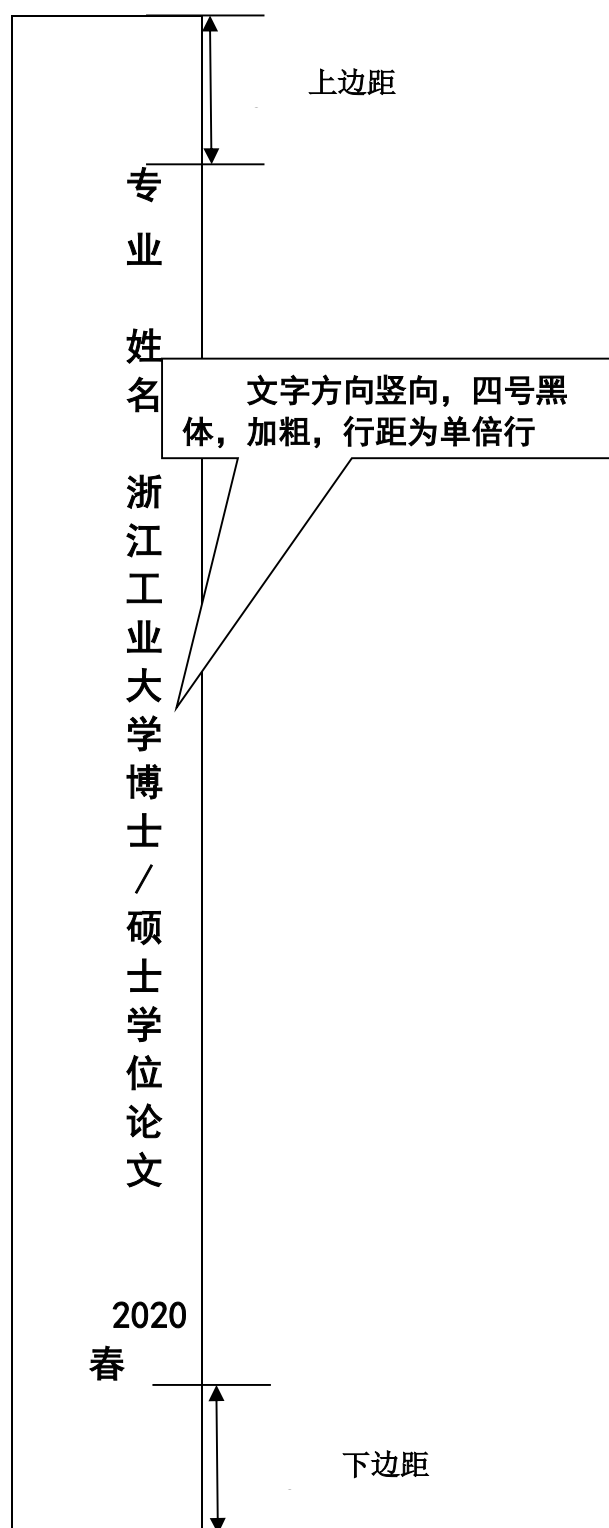 上边距
专业 姓名 浙江工业大学博士/硕士学位论文
文字方向竖向，四号黑
体，加粗，行距为单倍行
2020
春
下边距